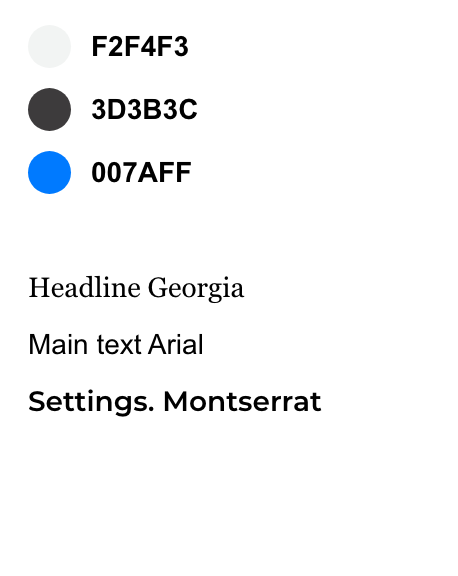 F2F4F3
3D3B3C
007AFF
Headline Georgia
Main text Arial
Settings. Montserrat